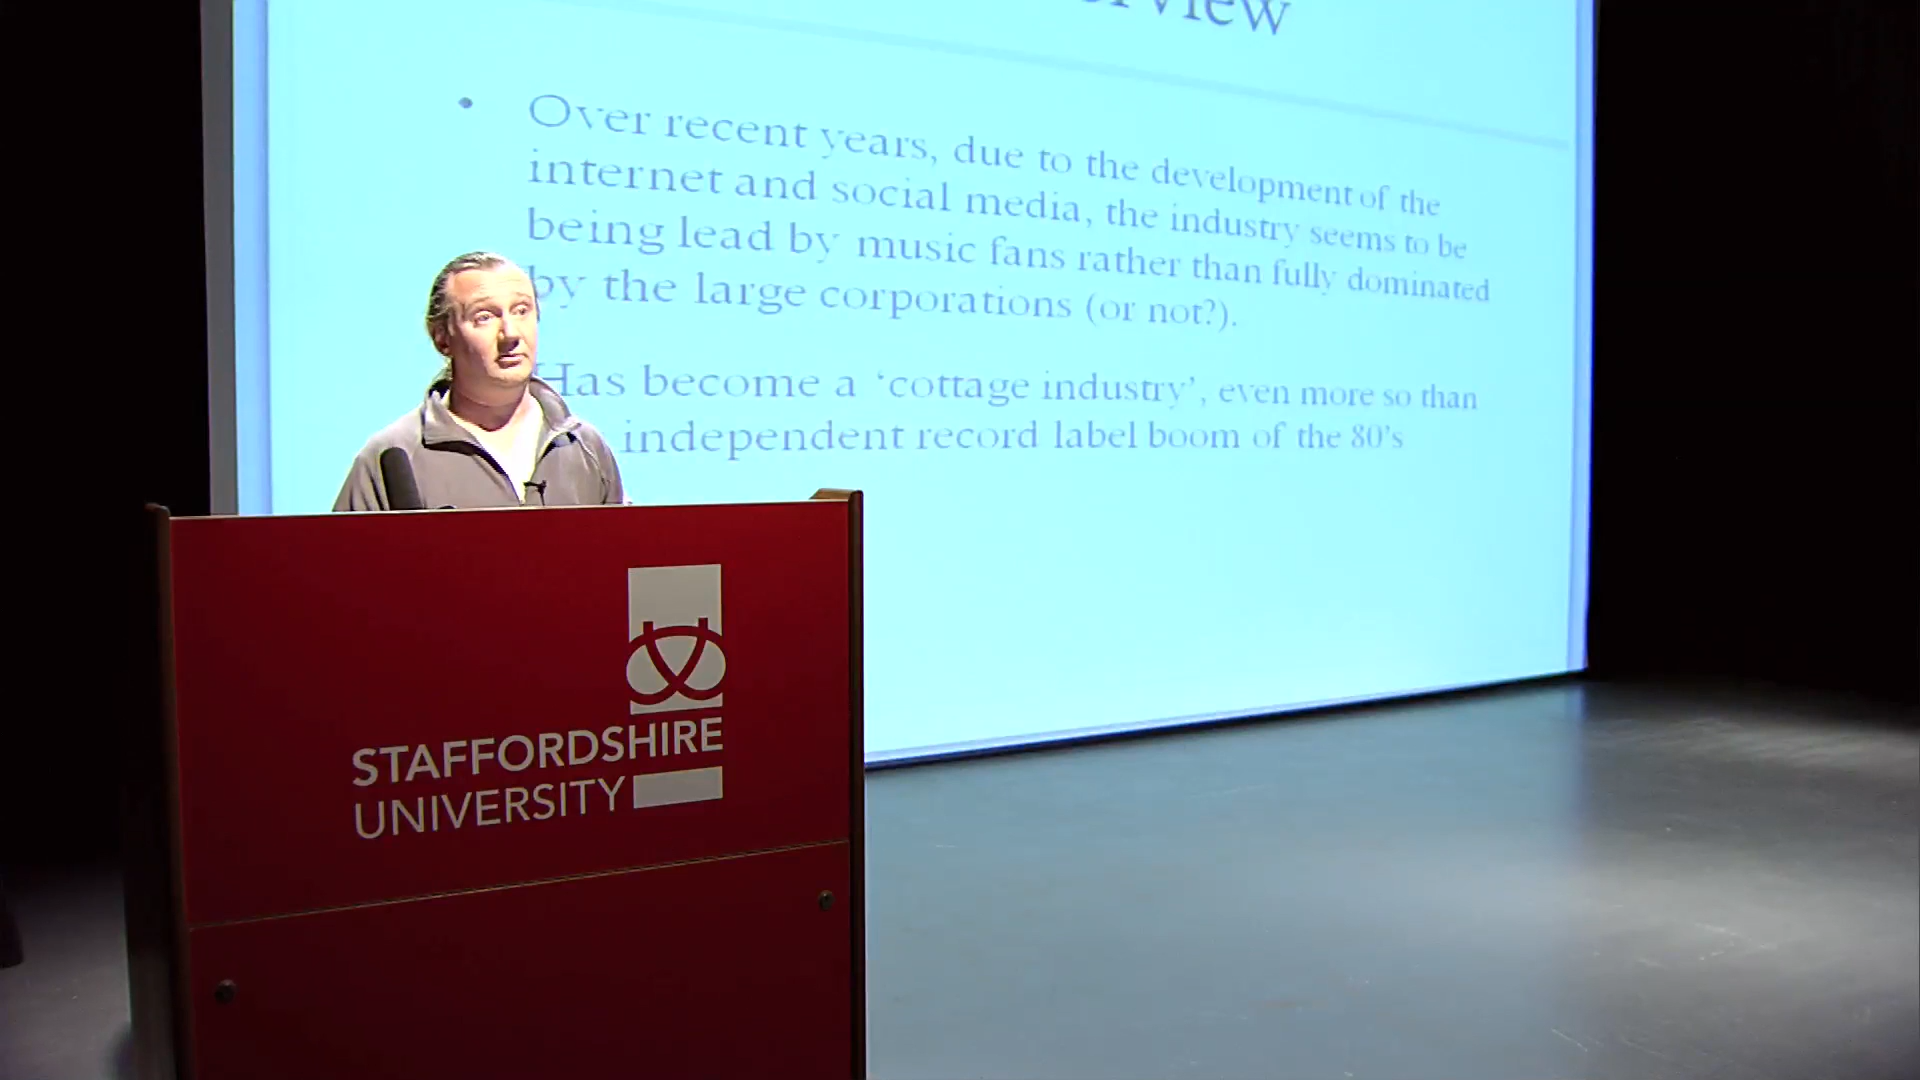 Over recent years, due to the development of the
internet and social media, the industry seems to be
being lead by music fans rather than fully dominated
by the large corporations (or not?).
Has become a ‘cottage industry’, even more so than
independent record label boom of the 80’s
STAFFORDSHIRE
UNIVERSITY